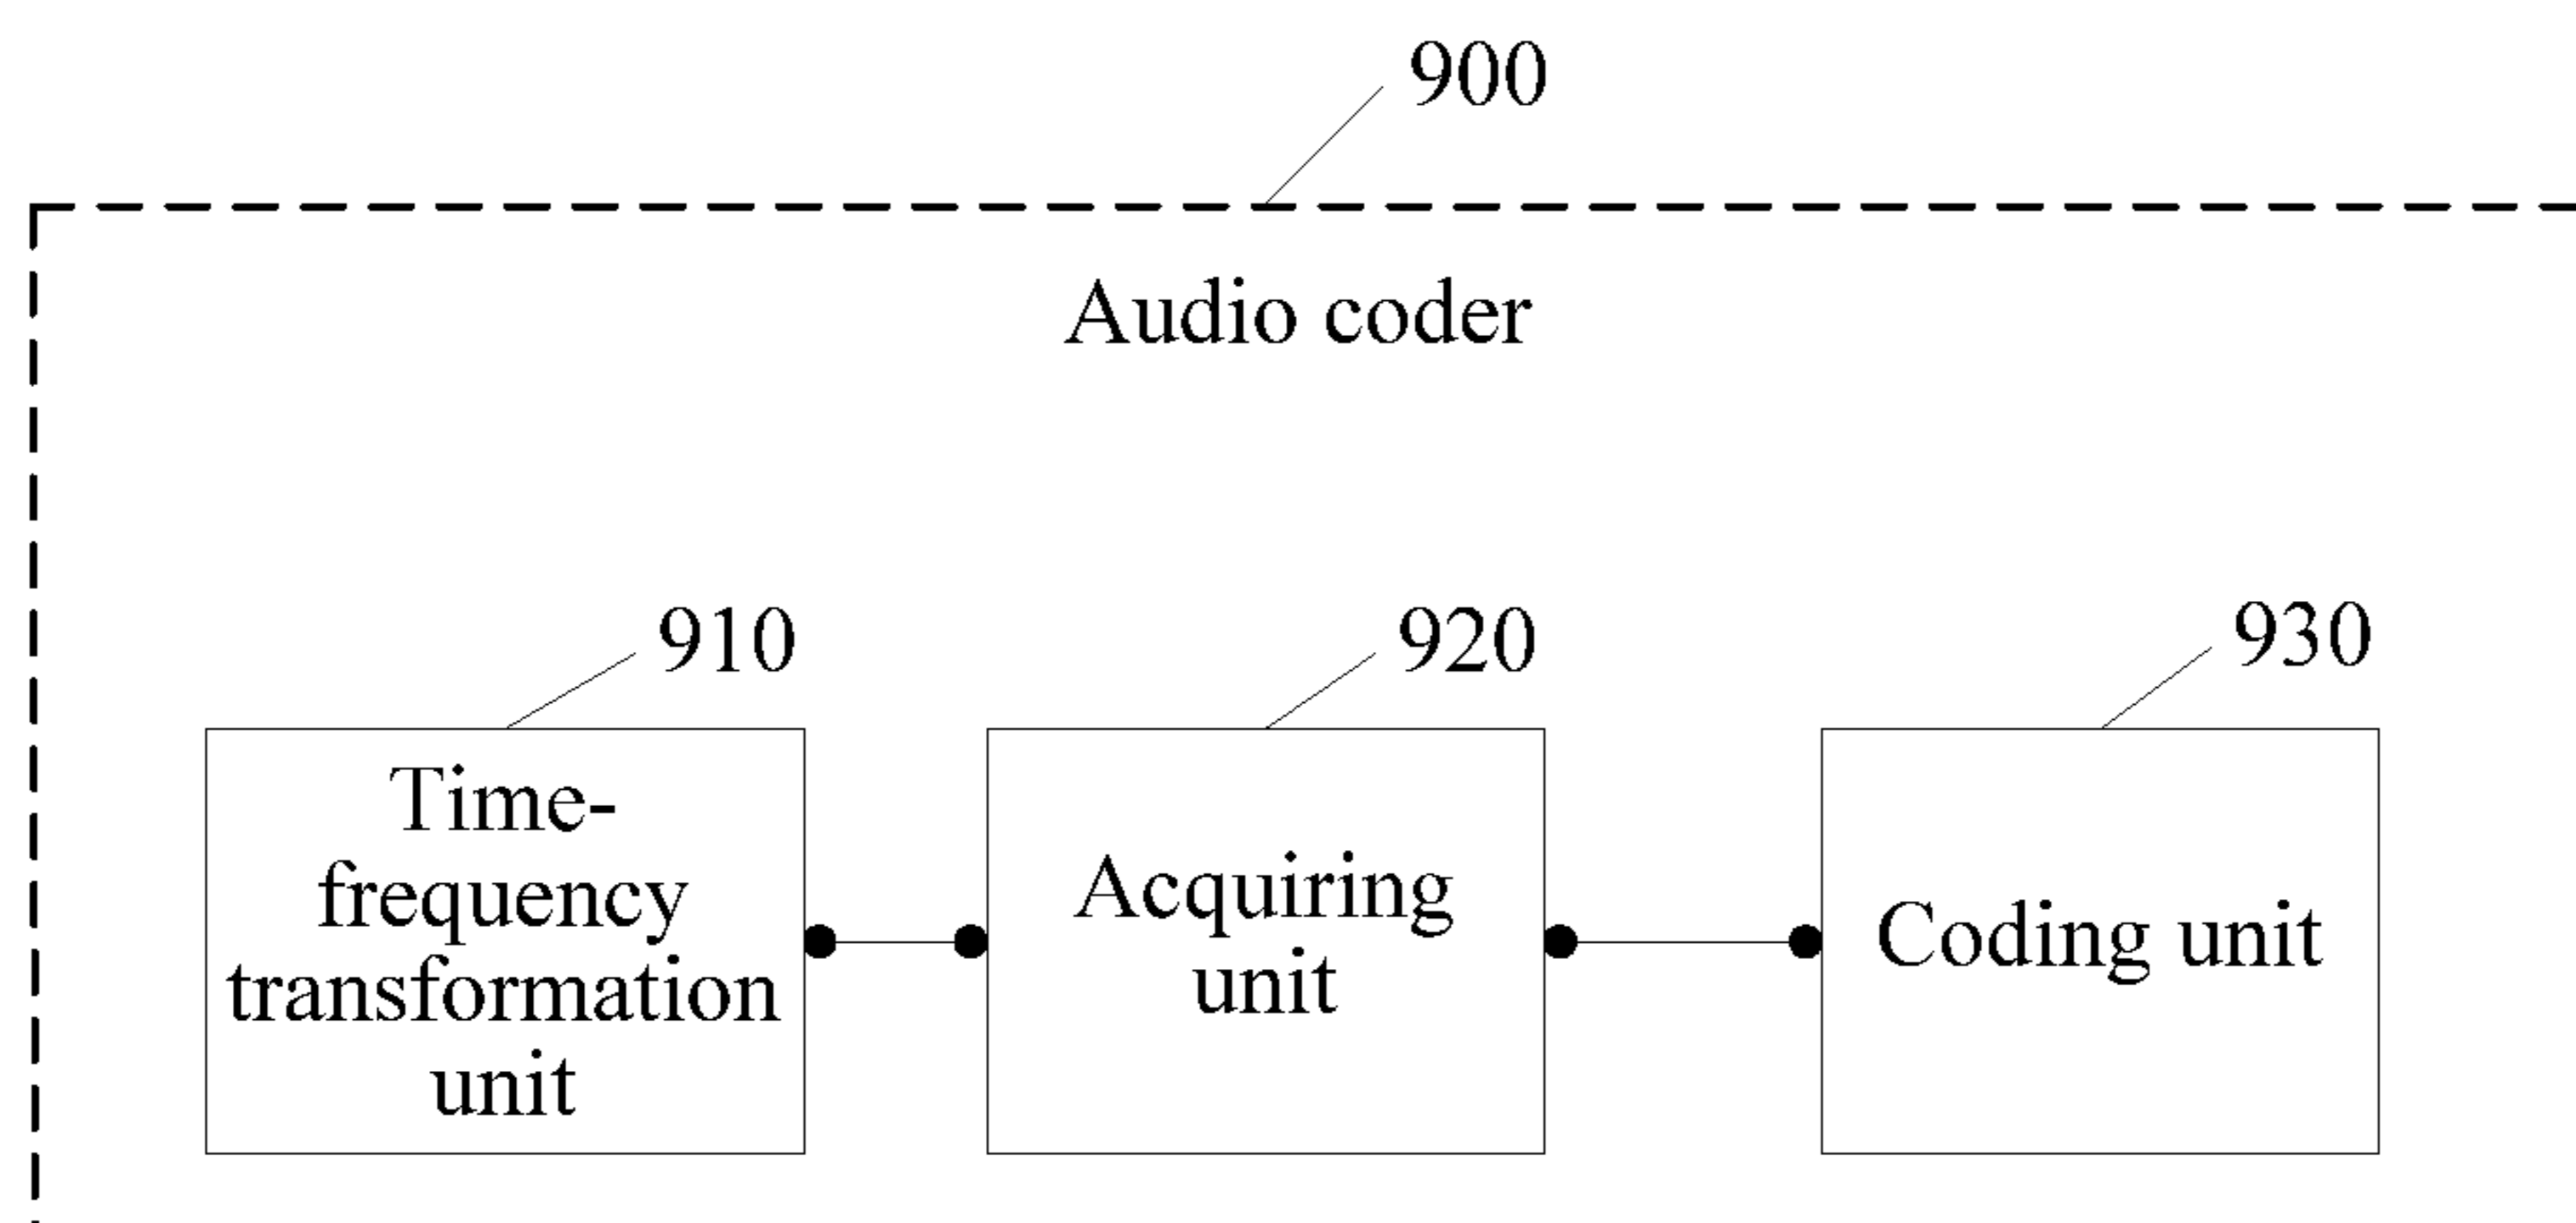 900
Audio coder
910
920
930
Time-
frequency
transformation
unit
Acquiring
unit
Coding unit